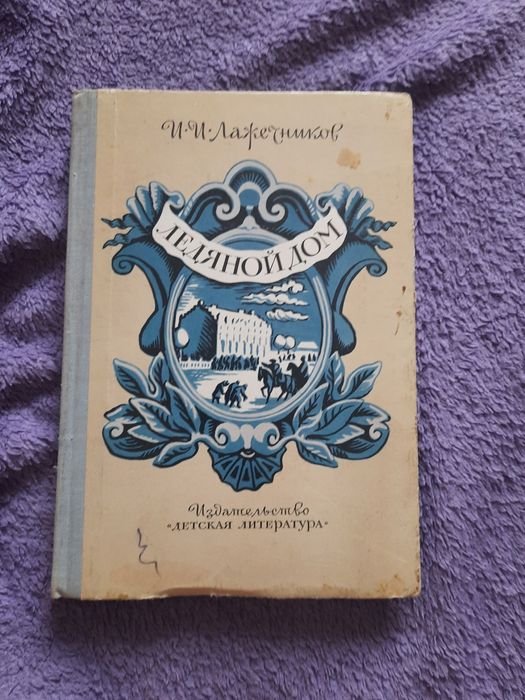 И·И·Лажечников
ЛЕДЯНОЙ ДОМ
Издательство
«ДЕТСКАЯ ЛИТЕРАТУРА»